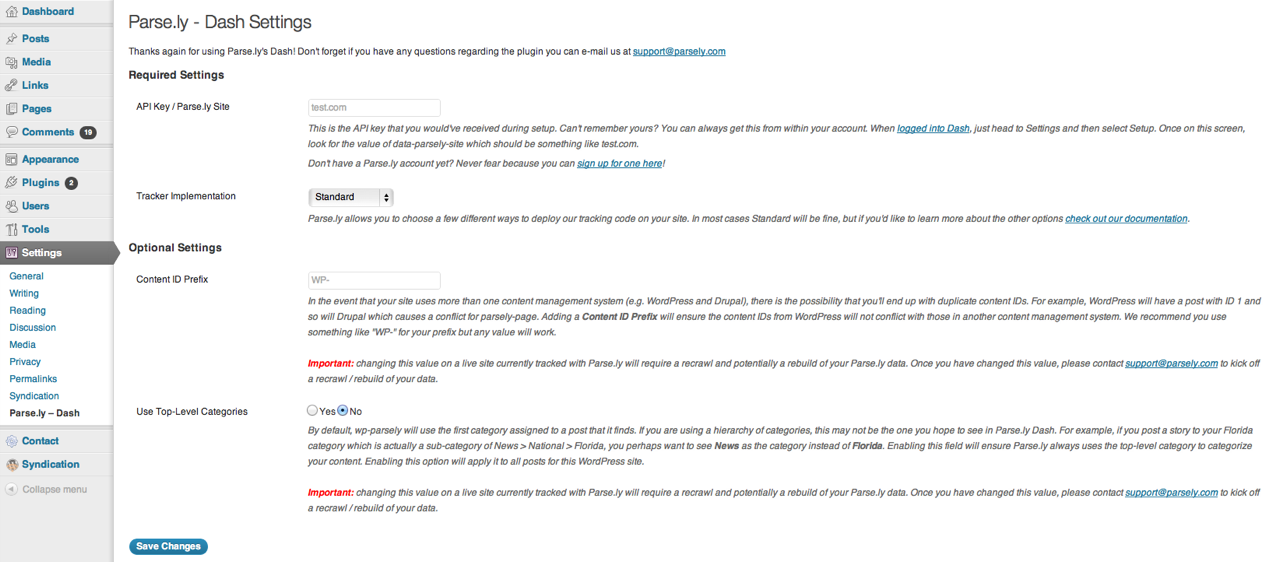 Dashboard
Posts
Media
Links
Pages
Comments 19
Appearance
Plugins 2
Users
Tools
Settings
General
Writing
Reading
Discussion
Media
Privacy
Permalinks
Syndication
Parse.ly – Dash
Contact
Syndication
Collapse menu
Parse.ly - Dash Settings
Thanks again for using Parse.ly's Dash! Don't forget if you have any questions regarding the plugin you can e-mail us at support@parsely.com
Required Settings
API Key / Parse.ly Site
test.com
This is the API key that you would've received during setup. Can't remember yours? You can always get this from within your account. When logged into Dash, just head to Settings and then select Setup. Once on this screen,
look for the value of data-parsely-site which should be something like test.com.
Don't have a Parse.ly account yet? Never fear because you can sign up for one here!
Tracker Implementation
Standard
Parse.ly allows you to choose a few different ways to deploy our tracking code on your site. In most cases Standard will be fine, but if you'd like to learn more about the other options check out our documentation.
Optional Settings
Content ID Prefix
WP-
In the event that your site uses more than one content management system (e.g. WordPress and Drupal), there is the possibility that you'll end up with duplicate content IDs. For example, WordPress will have a post with ID 1 and
so will Drupal which causes a conflict for parsely-page. Adding a Content ID Prefix will ensure the content IDs from WordPress will not conflict with those in another content management system. We recommend you use
something like "WP-" for your prefix but any value will work.
Important: changing this value on a live site currently tracked with Parse.ly will require a recrawl and potentially a rebuild of your Parse.ly data. Once you have changed this value, please contact support@parsely.com to kick off
a recrawl / rebuild of your data.
Use Top-Level Categories
Yes No
By default, wp-parsely will use the first category assigned to a post that it finds. If you are using a hierarchy of categories, this may not be the one you hope to see in Parse.ly Dash. For example, if you post a story to your Florida
category which is actually a sub-category of News > National > Florida, you perhaps want to see News as the category instead of Florida. Enabling this field will ensure Parse.ly always uses the top-level category to categorize
your content. Enabling this option will apply it to all posts for this WordPress site.
Important: changing this value on a live site currently tracked with Parse.ly will require a recrawl and potentially a rebuild of your Parse.ly data. Once you have changed this value, please contact support@parsely.com to kick off
a recrawl / rebuild of your data.
Save Changes